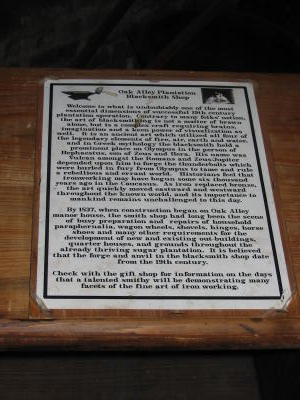 Oak Alley Plantation
Blacksmith Shop
Welcome to what is undoubtedly one of the most
essential dimensions of successful 19th century
plantation operation. Contrary to many folks' notion,
the art of blacksmithing is not a matter of brawn
alone, but is a complex craft requiring brains,
imagination and a keen power of visualization as
well. It is an ancient art which utilized all four of
the legendary elements of fire, air, earth and water,
and in Greek mythology the blacksmith held a
prominent place on Olympus in the person of
Hephaestus, son of Zeus and Hera. His name was
Vulcan amongst the Romans and Zeus/Jupiter
depended upon him to forge the thunderbolts which
were hurled in fury from Olympus to tame and rule
a rebellious and errant world. Historians feel that
ironworking may have begun some six thousand
years ago in the Caucasus. As iron replaced bronze,
the art quickly moved eastward and westward
throughout the known world, and its importance to
mankind remains unchallenged to this day.
By 1837, when construction began on Oak Alley
manor house, the smith shop had long been the scene
of busy preparation and repairs of household
paraphernalia, wagon wheels, shovels, hinges, horse
shoes and many other requirements for the
development of new and existing out-buildings,
quarter houses, and grounds throughout the
already thriving sugar plantation. It is believed
that the forge and anvil in the blacksmith shop date
from the 19th century.
Check with the gift shop for information on the days
that a talented smithy will be demonstrating many
facets of the fine art of iron working.